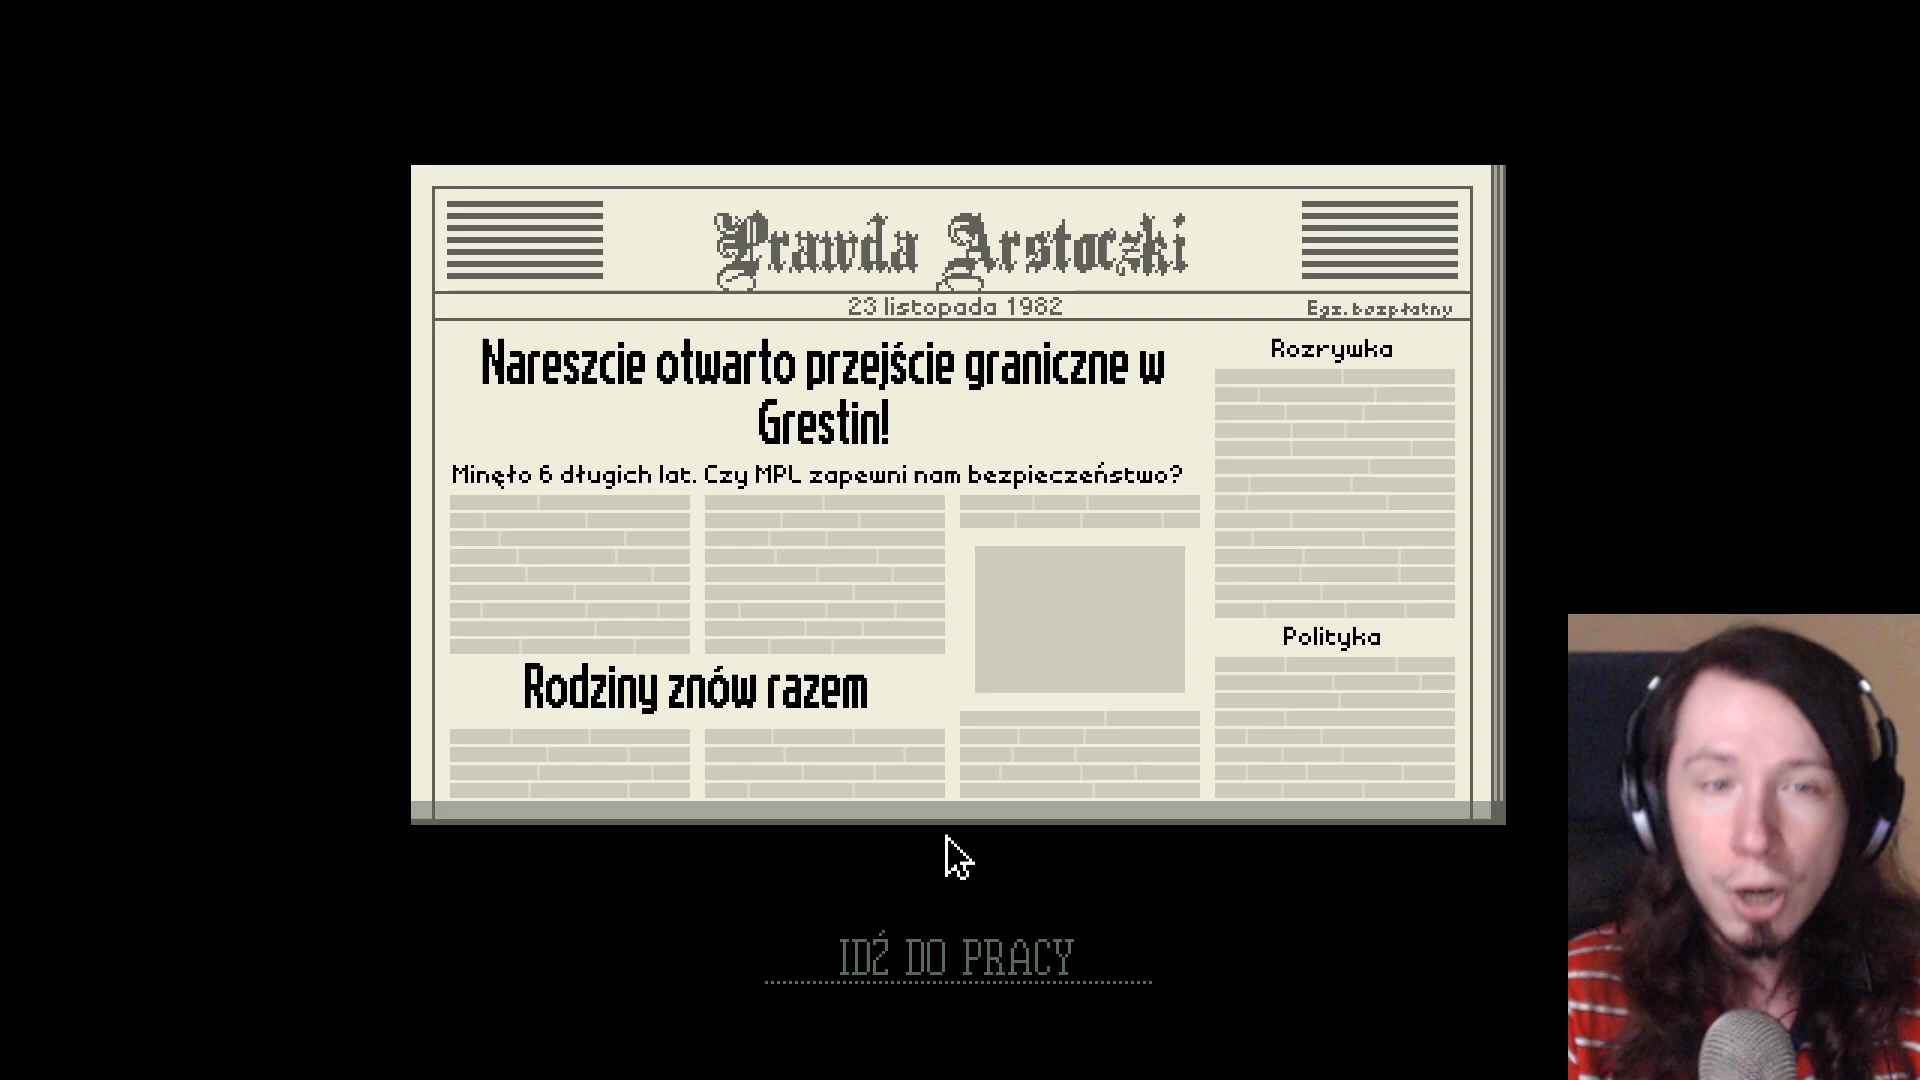 Prawda Arstoczki
23 listopada 1982
Egz. bezpłatny
Nareszcie otwarto przejście graniczne w
Grestin!
Minęło 6 długich lat. Czy MPL zapewni nam bezpieczeństwo?
Rodziny znów razem
Rozrywka
Polityka
IDŹ DO PRACY